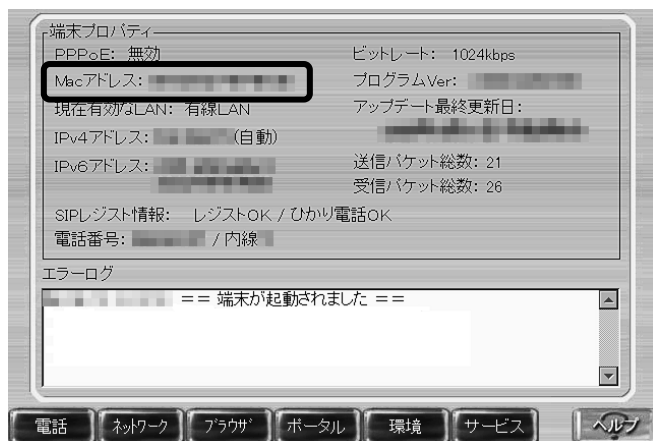 端末プロパティ
PPPoE: 無効
Macアドレス:
現在有効なLAN: 有線LAN
IPv4アドレス: (自動)
IPv6アドレス:
SIPレジスト情報: レジストOK / ひかり電話OK
電話番号: / 内線
ビットレート: 1024kbps
プログラムVer:
アップデート最終更新日:
送信パケット総数: 21
受信パケット総数: 26
エラーログ
== 端末が起動されました ==
電話 ネットワーク ブラウザ ポータル 環境 サービス ヘルプ